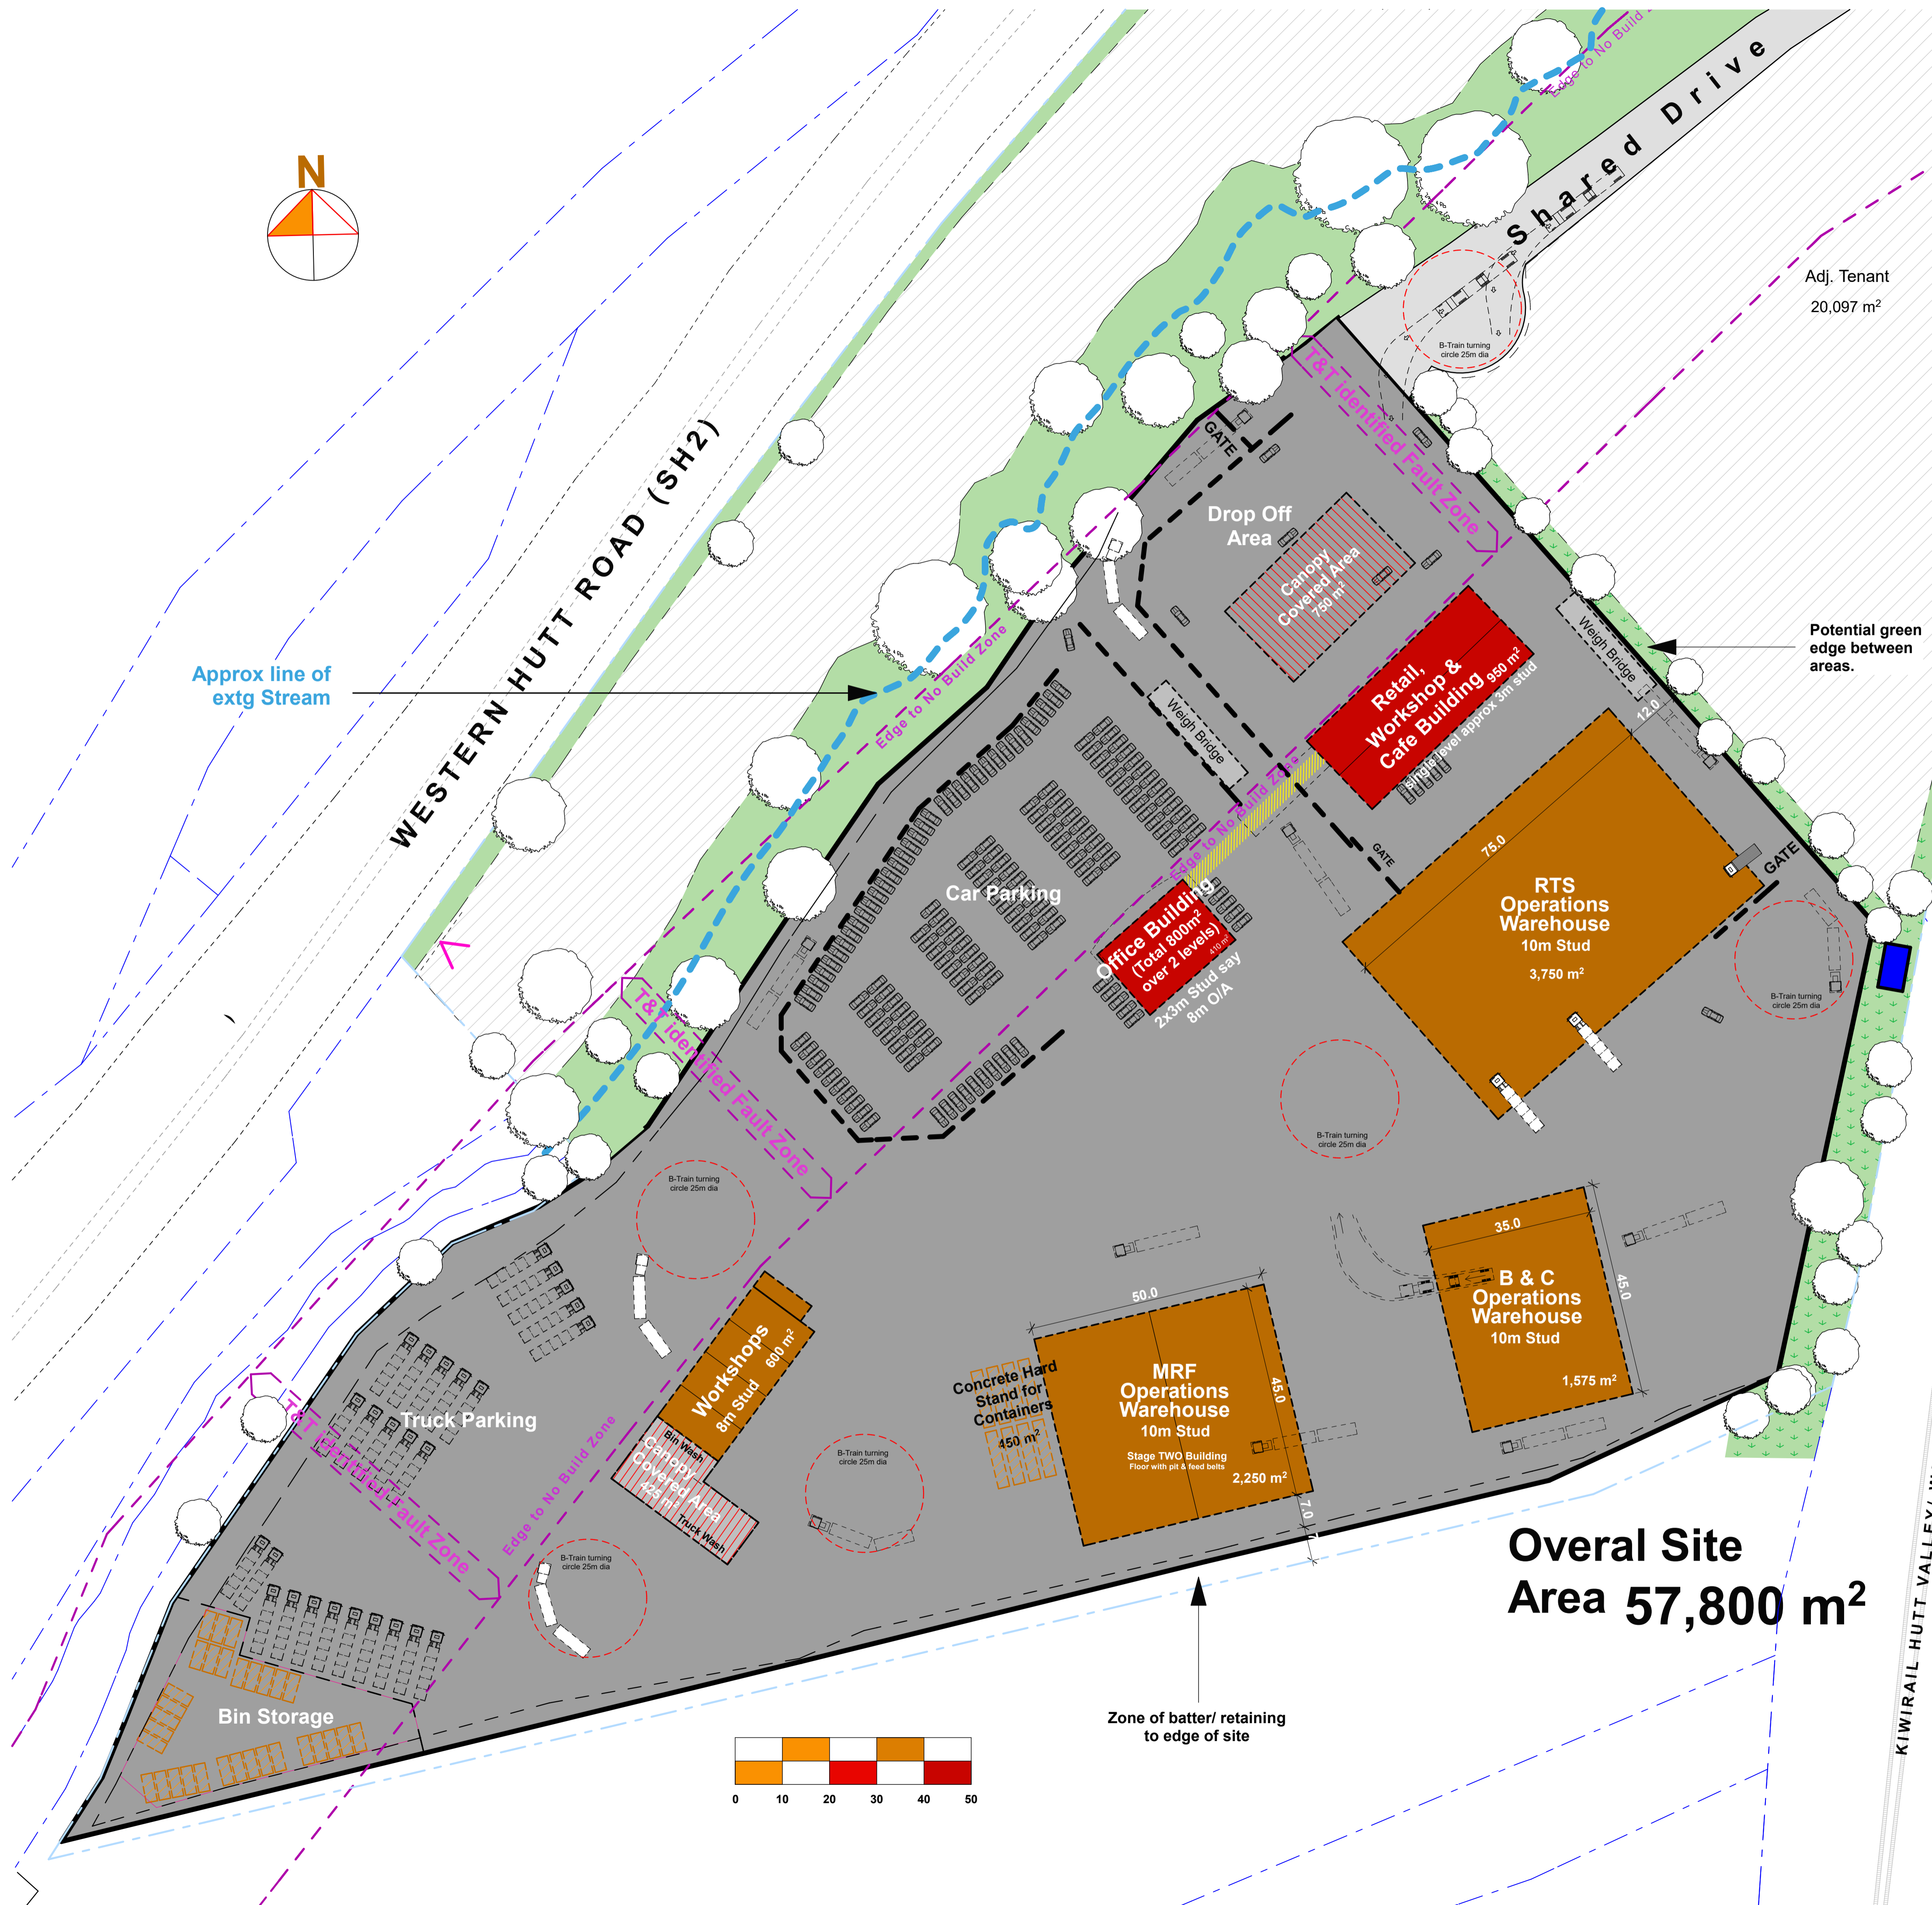 N
Edge to No Build
Shared Drive
Adj. Tenant
20,097 m²
B-Train turning
circle 25m dia
T&T identified Fault Zone
GATE
WESTERN HUTT ROAD (SH2)
Drop Off
Area
Canopy
Covered Area
750 m²
Approx line of
extg Stream
Edge to No Build Zone
Weigh Bridge
Potential green
edge between
areas.
Retail,
Workshop &
Cafe Building 950 m²
single level approx 3m stud
12.0
Weigh Bridge
Edge to No Build Zone
GATE
75.0
GATE
Car Parking
RTS
Operations
Warehouse
10m Stud
3,750 m²
Office Building
(Total 800m²
over 2 levels)
410 m²
2x3m Stud say
8m O/A
B-Train turning
circle 25m dia
T&T identified Fault Zone
B-Train turning
circle 25m dia
B-Train turning
circle 25m dia
35.0
45.0
B & C
Operations
Warehouse
10m Stud
1,575 m²
50.0
45.0
MRF
Operations
Warehouse
10m Stud
Stage TWO Building
Floor with pit & feed belts
2,250 m²
7.0
Concrete Hard
Stand for
Containers
450 m²
Workshops
8m Stud
600 m²
Truck Parking
Bin Wash
Canopy
Covered Area
425 m²
Truck Wash
B-Train turning
circle 25m dia
T&T identified Fault Zone
Edge to No Build Zone
B-Train turning
circle 25m dia
Overal Site
Area 57,800 m²
Bin Storage
Zone of batter/ retaining
to edge of site
0 10 20 30 40 50
KIWIRAIL HUTT VALLEY/